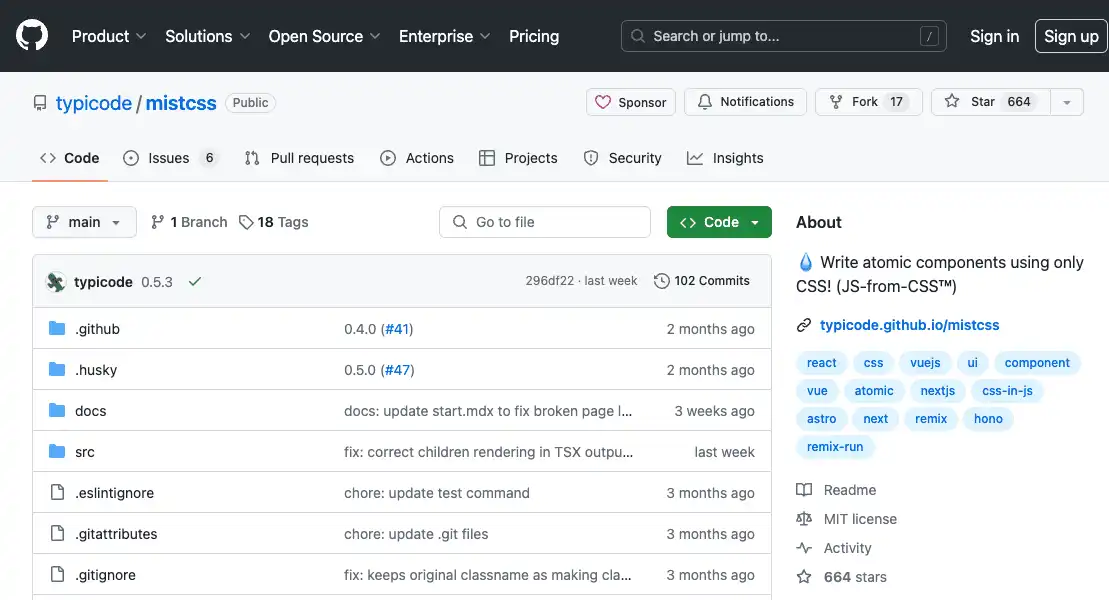 Product Solutions Open Source Enterprise Pricing Search or jump to... / Sign in Sign up
typicode / mistcss Public Sponsor Notifications Fork 17 Star 664
Code Issues 6 Pull requests Actions Projects Security Insights
main 1 Branch 18 Tags Go to file Code
typicode 0.5.3 296df22 · last week 102 Commits
.github 0.4.0 (#41) 2 months ago
.husky 0.5.0 (#47) 2 months ago
docs docs: update start.mdx to fix broken page l... 3 weeks ago
src fix: correct children rendering in TSX outpu... last week
.eslintignore chore: update test command 3 months ago
.gitattributes chore: update .git files 3 months ago
.gitignore fix: keeps original classname as making cla... 3 months ago
About
💧 Write atomic components using only
CSS! (JS-from-CSS™)
typicode.github.io/mistcss
react css vuejs ui component
vue atomic nextjs css-in-js
astro next remix hono
remix-run
Readme
MIT license
Activity
664 stars